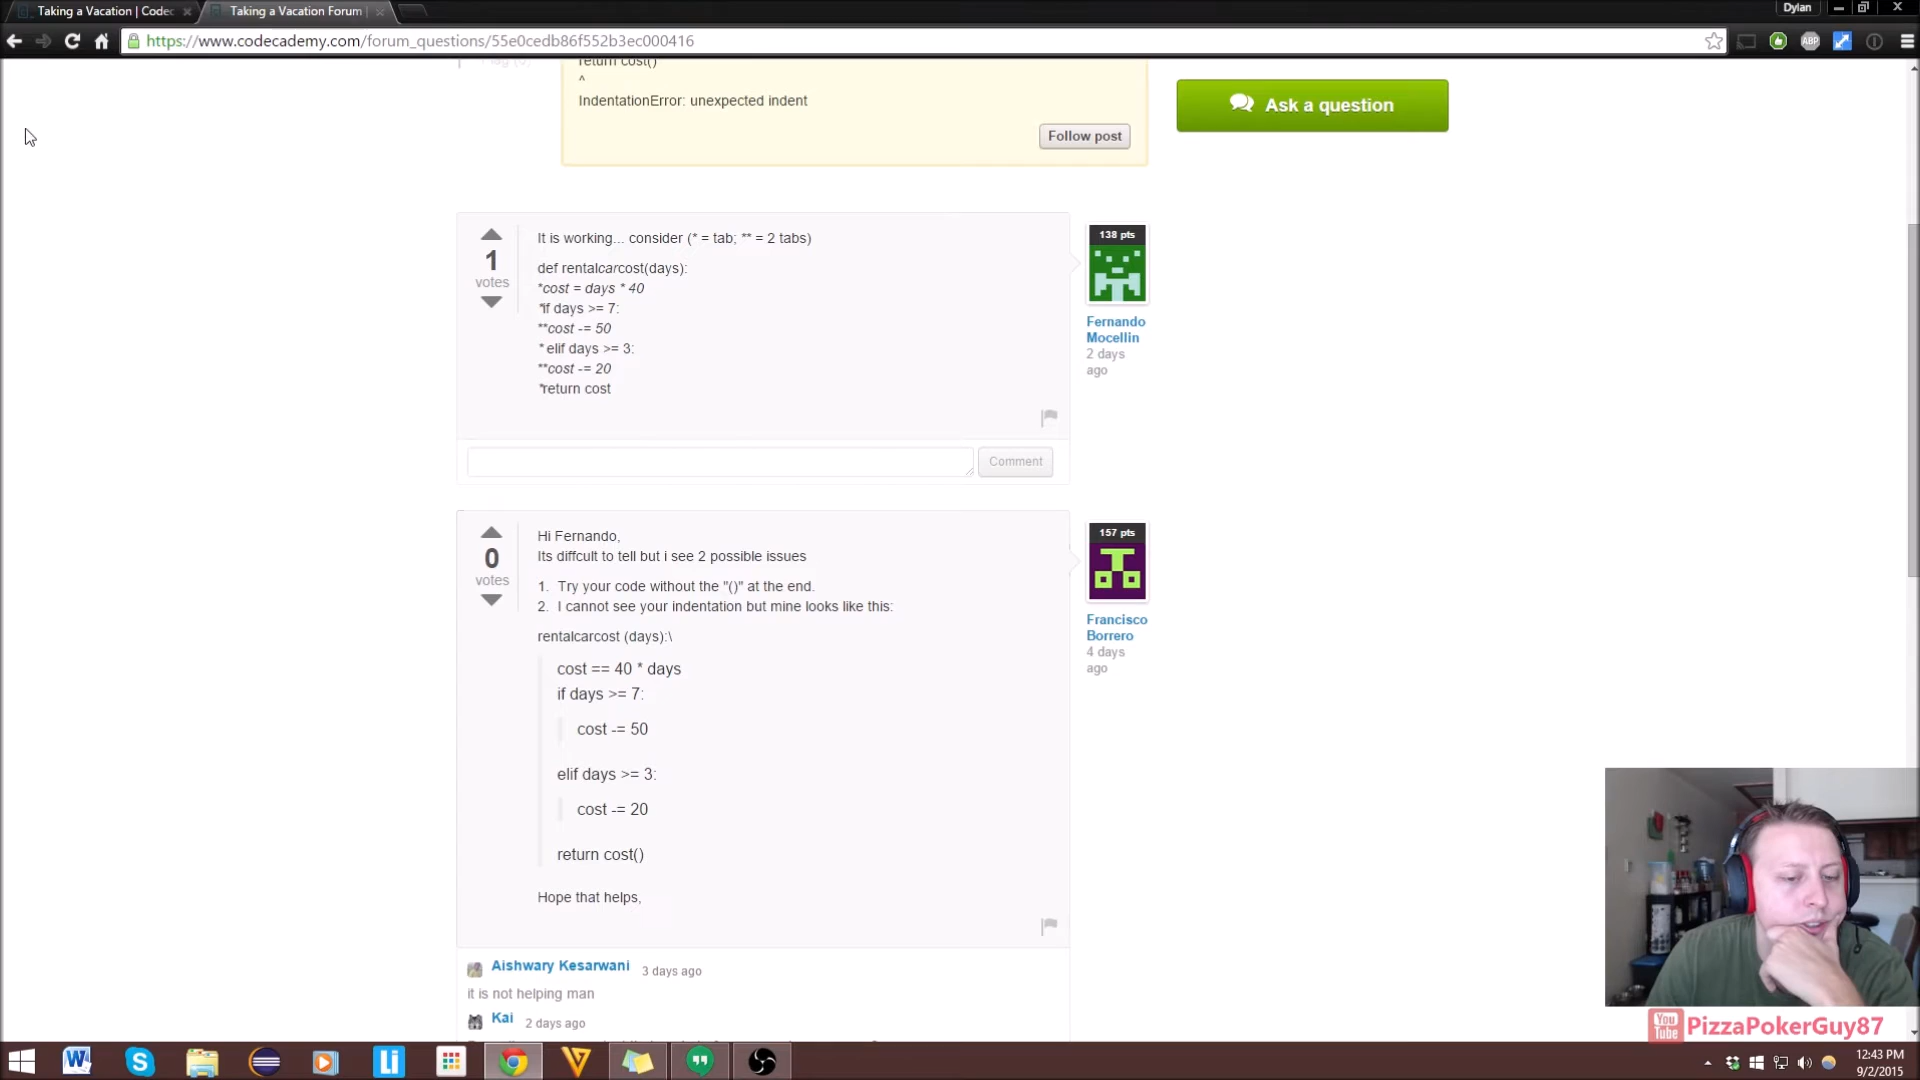 Taking a Vacation | Codec
Taking a Vacation Forum |
Dylan
https://www.codecademy.com/forum_questions/55e0cedb86f552b3ec000416
ABP
return cost()
^
IndentationError: unexpected indent
Follow post
Ask a question
1
votes
It is working... consider (* = tab; ** = 2 tabs)
def rentalcarcost(days):
*cost = days * 40
*if days >= 7:
**cost -= 50
* elif days >= 3:
**cost -= 20
*return cost
138 pts
Fernando
Mocellin
2 days
ago
Comment
0
votes
Hi Fernando,
Its diffcult to tell but i see 2 possible issues
1. Try your code without the "()" at the end.
2. I cannot see your indentation but mine looks like this:
rentalcarcost (days):\
cost == 40 * days
if days >= 7:
cost -= 50
elif days >= 3:
cost -= 20
return cost()
Hope that helps,
157 pts
Francisco
Borrero
4 days
ago
Aishwary Kesarwani 3 days ago
it is not helping man
Kai 2 days ago
You Tube PizzaPokerGuy87
12:43 PM
9/2/2015